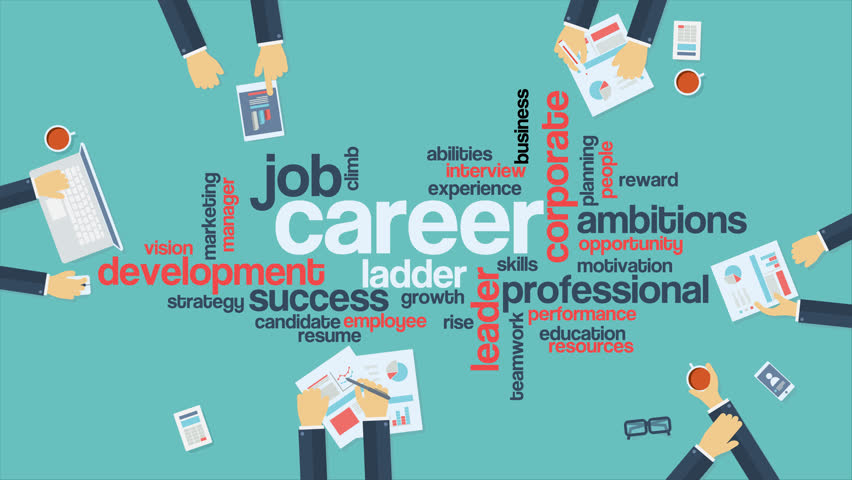 business
corporate
planning
people
abilities
interview
experience
reward
job
climb
career
marketing
manager
ambitions
opportunity
vision
development
ladder
skills
motivation
strategy
success
growth
leader
professional
candidate
employee
rise
teamwork
performance
resume
education
resources